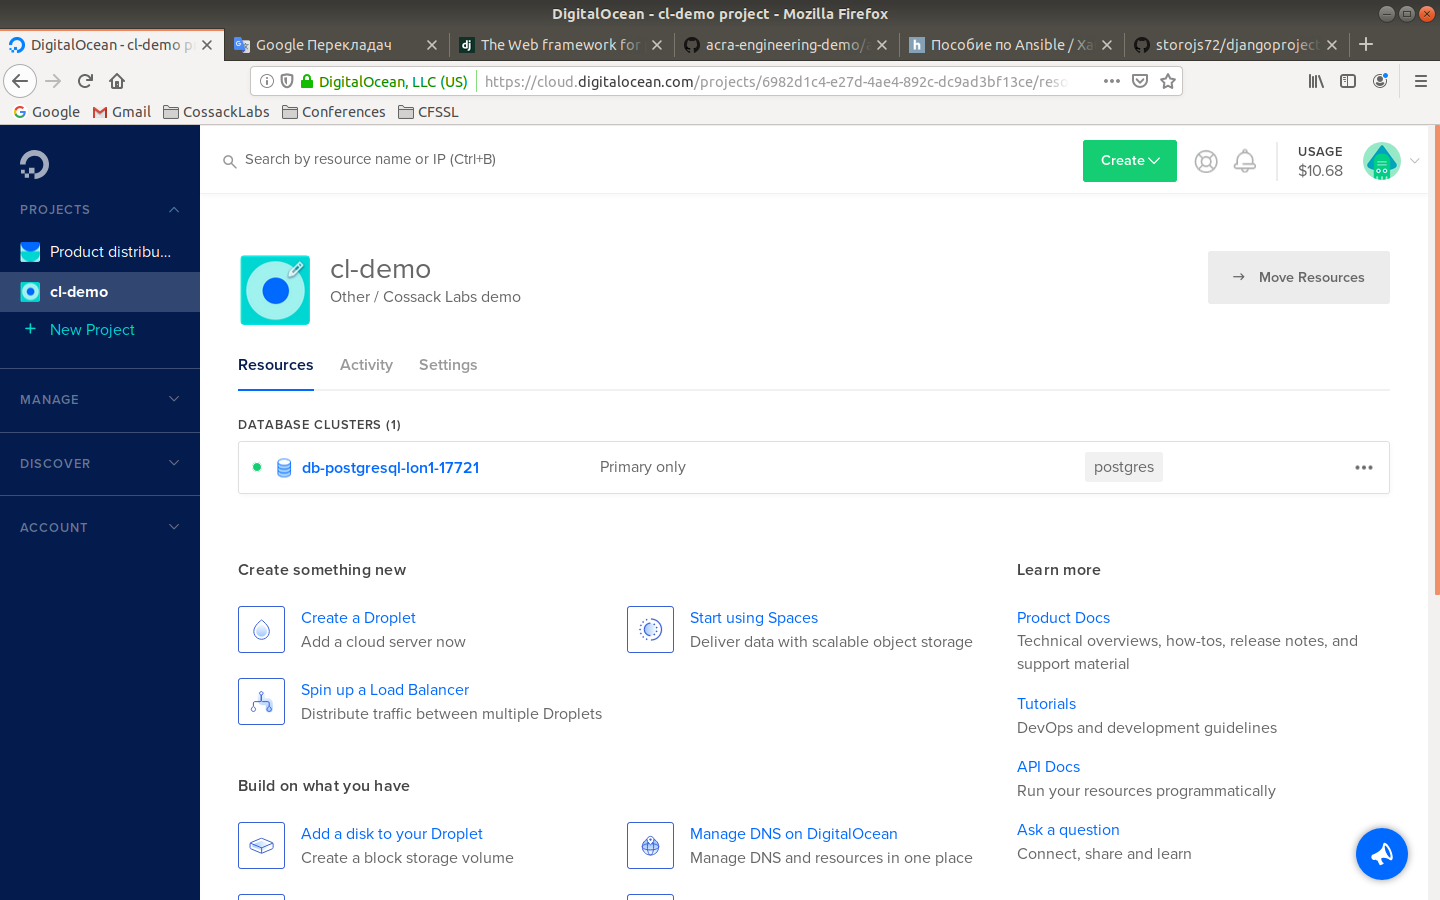 DigitalOcean - cl-demo project - Mozilla Firefox
DigitalOcean - cl-demo pr
Google Перекладач
The Web framework for
acra-engineering-demo/
Пособие по Ansible / Ха
storojs72/djangoproject
DigitalOcean, LLC (US)
https://cloud.digitalocean.com/projects/6982d1c4-e27d-4ae4-892c-dc9ad3bf13ce/reso
Google
Gmail
CossackLabs
Conferences
CFSSL
PROJECTS
Product distribu...
cl-demo
+ New Project
MANAGE
DISCOVER
ACCOUNT
Search by resource name or IP (Ctrl+B)
Create
USAGE
$10.68
cl-demo
Other / Cossack Labs demo
→ Move Resources
Resources
Activity
Settings
DATABASE CLUSTERS (1)
db-postgresql-lon1-17721
Primary only
postgres
Create something new
Create a Droplet
Add a cloud server now
Start using Spaces
Deliver data with scalable object storage
Spin up a Load Balancer
Distribute traffic between multiple Droplets
Build on what you have
Add a disk to your Droplet
Create a block storage volume
Manage DNS on DigitalOcean
Manage DNS and resources in one place
Learn more
Product Docs
Technical overviews, how-tos, release notes, and
support material
Tutorials
DevOps and development guidelines
API Docs
Run your resources programmatically
Ask a question
Connect, share and learn